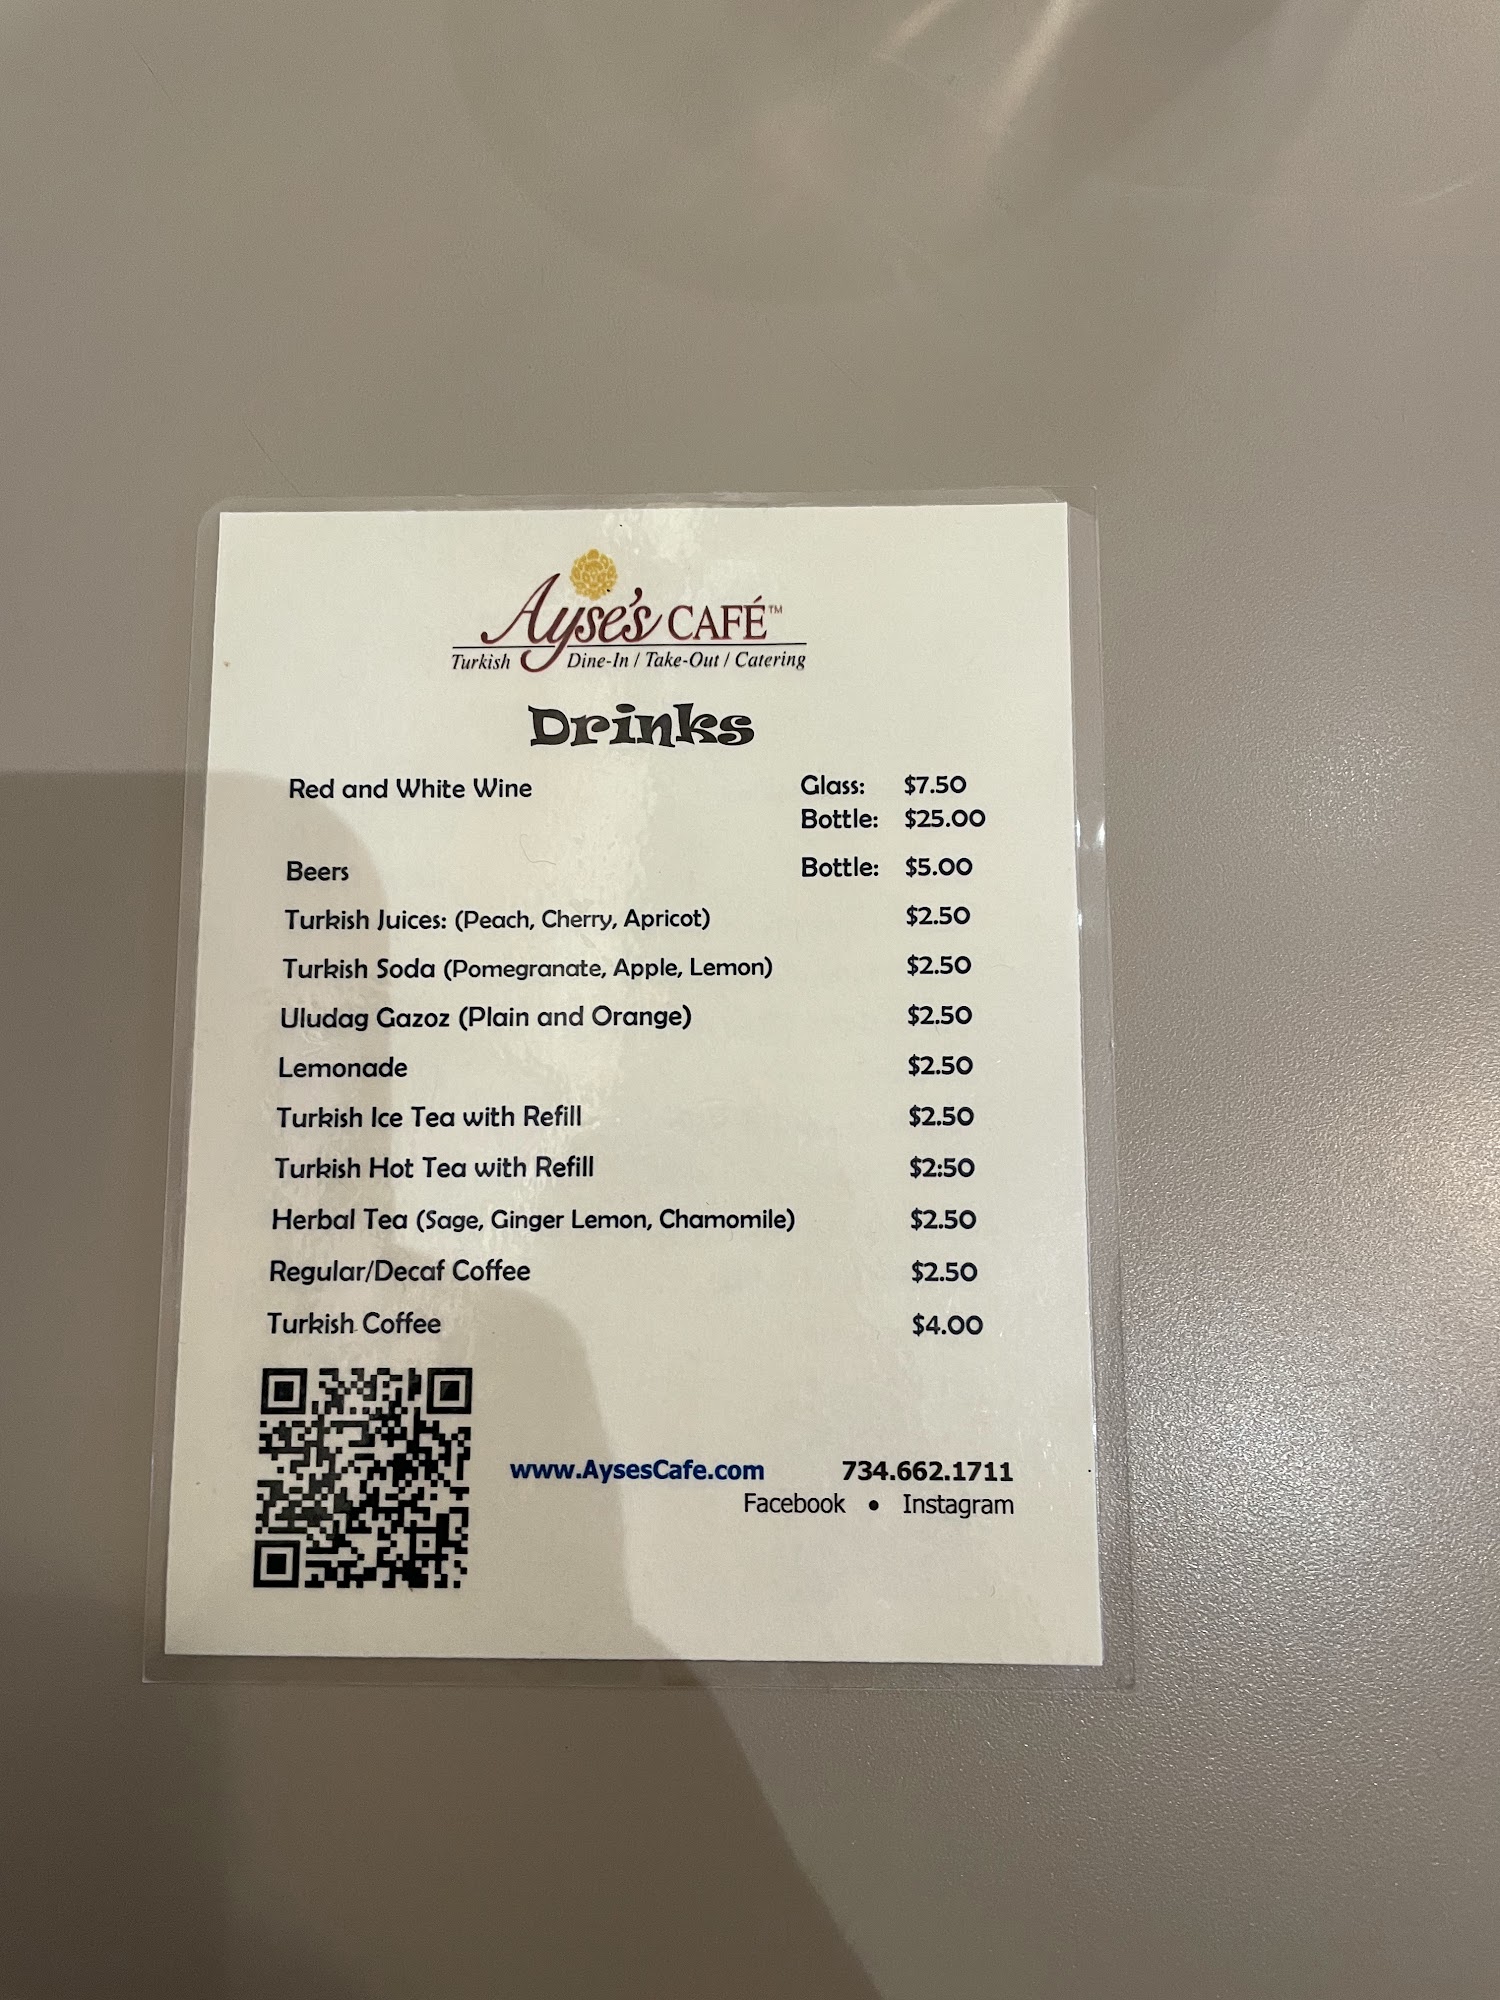 Ayse's CAFÉ™
Turkish Dine-In / Take-Out / Catering
Drinks
Red and White Wine Glass: $7.50
Bottle: $25.00
Beers Bottle: $5.00
Turkish Juices: (Peach, Cherry, Apricot) $2.50
Turkish Soda (Pomegranate, Apple, Lemon) $2.50
Uludag Gazoz (Plain and Orange) $2.50
Lemonade $2.50
Turkish Ice Tea with Refill $2.50
Turkish Hot Tea with Refill $2:50
Herbal Tea (Sage, Ginger Lemon, Chamomile) $2.50
Regular/Decaf Coffee $2.50
Turkish Coffee $4.00
www.AysesCafe.com 734.662.1711
Facebook • Instagram